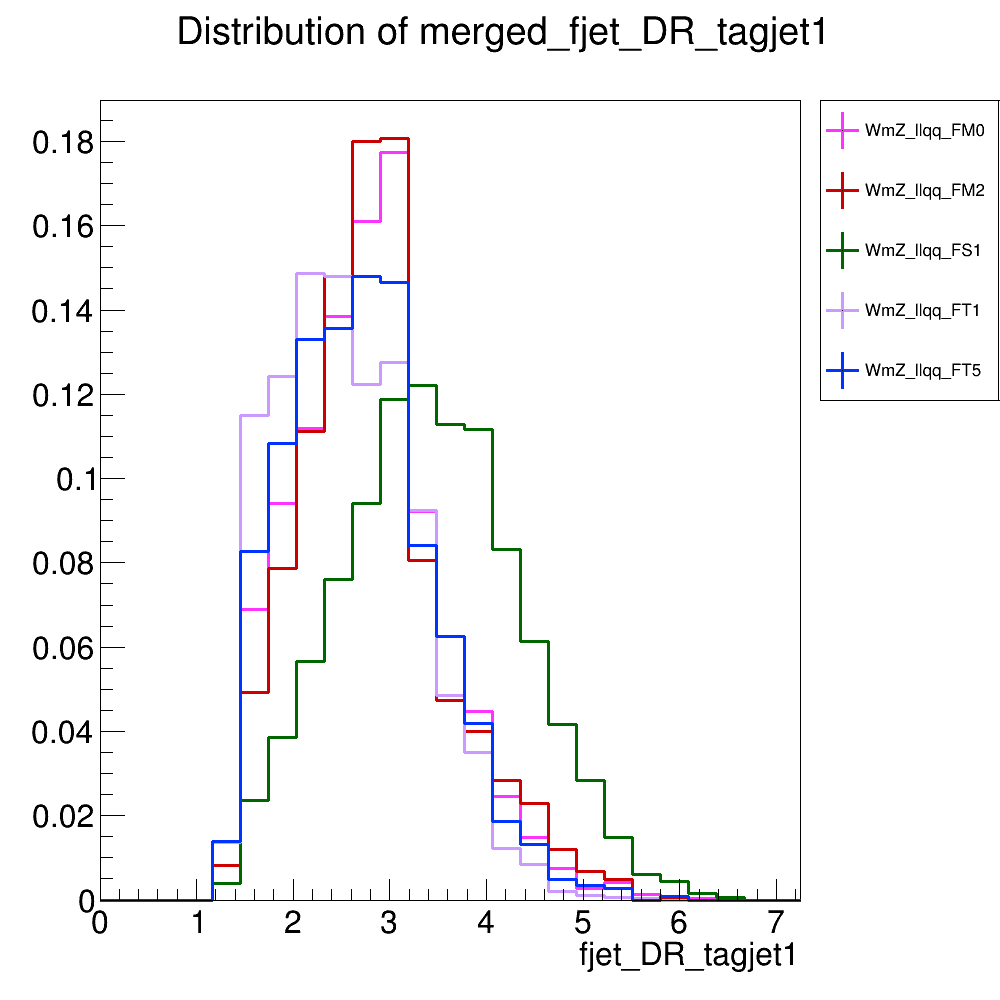 Distribution of merged_fjet_DR_tagjet1
WmZ_llqq_FM0
WmZ_llqq_FM2
WmZ_llqq_FS1
WmZ_llqq_FT1
WmZ_llqq_FT5
0.18
0.16
0.14
0.12
0.1
0.08
0.06
0.04
0.02
0
0 1 2 3 4 5 6 7
fjet_DR_tagjet1